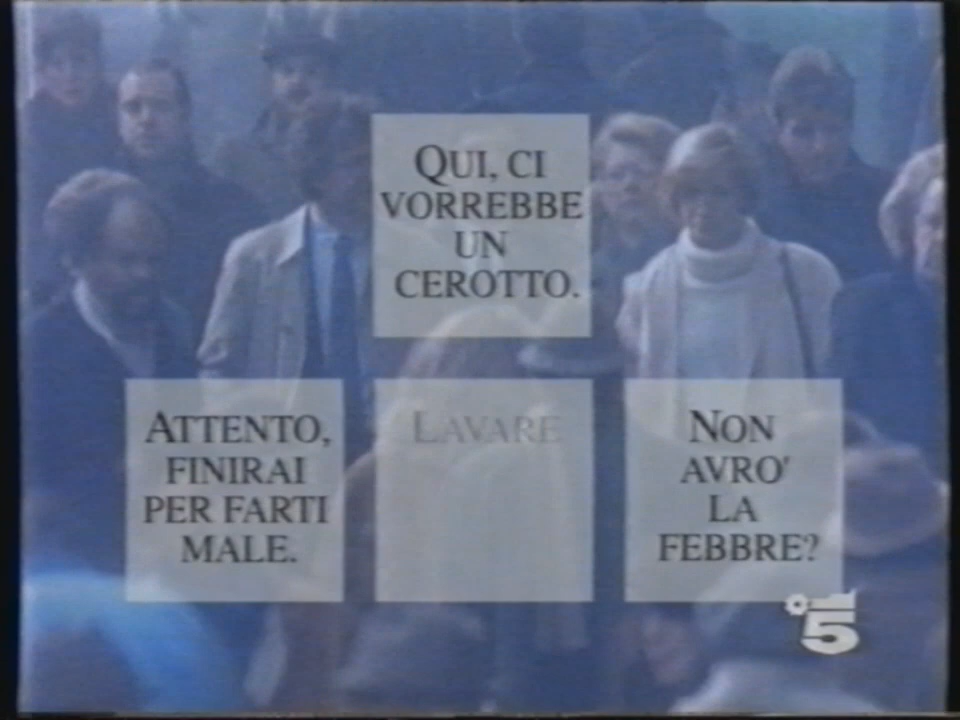 QUI, CI
VORREBBE
UN
CEROTTO.
ATTENTO,
FINIRAI
PER FARTI
MALE.
LAVARE
NON
AVRO'
LA
FEBBRE?
5